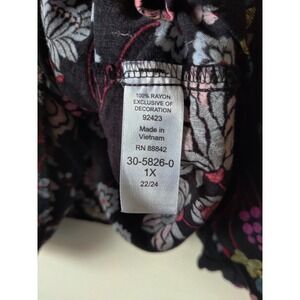 100% RAYON
EXCLUSIVE OF
DECORATION
92423
Made in
Vietnam
RN 88842
30-5826-0
1X
22/24